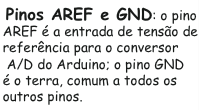 Pinos AREF e GND: o pino
AREF é a entrada de tensão de
referência para o conversor
A/D do Arduino; o pino GND
é o terra, comum a todos os
outros pinos.